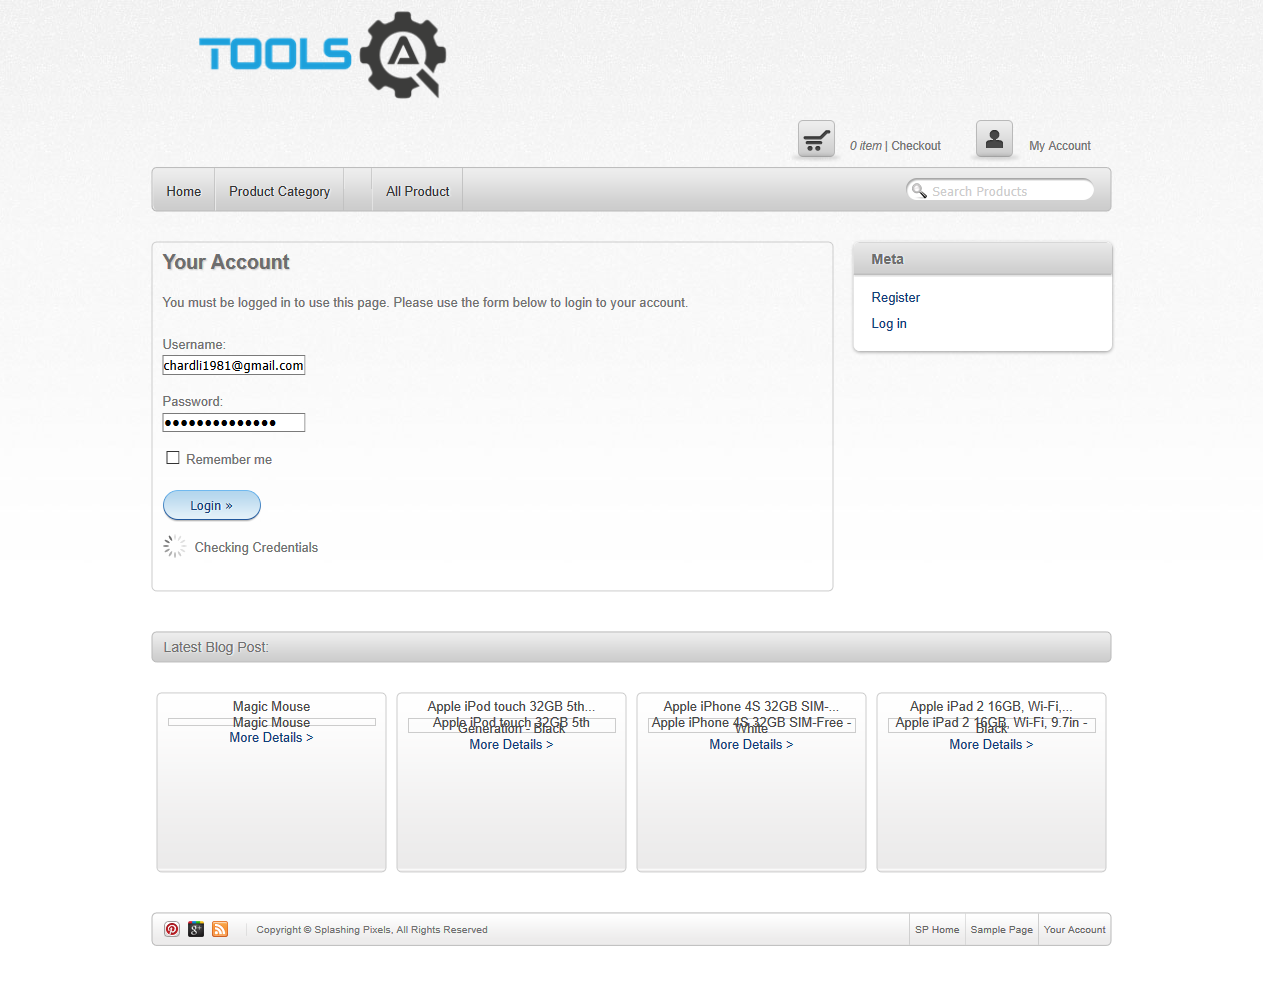 TOOLS QA
0 item | Checkout
My Account
Home
Product Category
All Product
Search Products
Your Account
You must be logged in to use this page. Please use the form below to login to your account.
Username:
chardli1981@gmail.com
Password:
••••••••••••••
Remember me
Login »
Checking Credentials
Meta
Register
Log in
Latest Blog Post:
Magic Mouse
Magic Mouse
More Details >
Apple iPod touch 32GB 5th...
Apple iPod touch 32GB 5th
Generation - Black
More Details >
Apple iPhone 4S 32GB SIM-...
Apple iPhone 4S 32GB SIM-Free -
White
More Details >
Apple iPad 2 16GB, Wi-Fi,...
Apple iPad 2 16GB, Wi-Fi, 9.7in -
Black
More Details >
Copyright © Splashing Pixels, All Rights Reserved
SP Home
Sample Page
Your Account